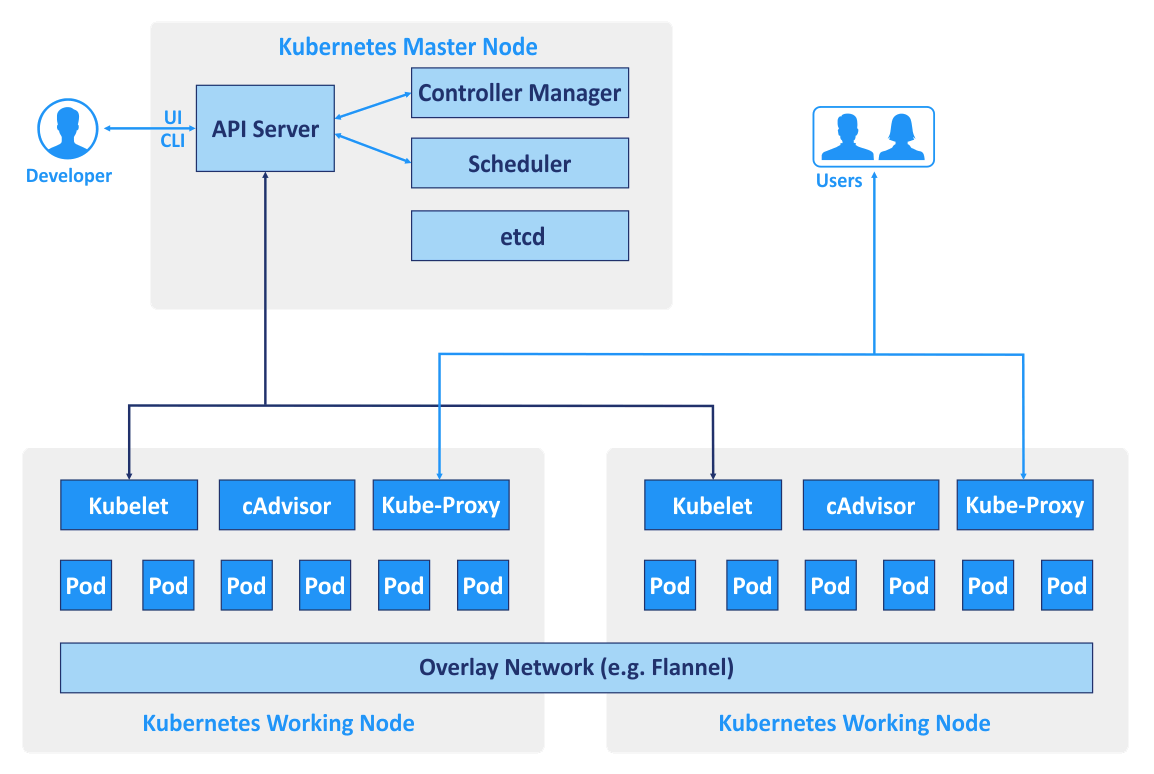 Kubernetes Master Node
Developer
UI
CLI
API Server
Controller Manager
Scheduler
etcd
Users
Kubelet
cAdvisor
Kube-Proxy
Pod
Pod
Pod
Pod
Pod
Pod
Kubelet
cAdvisor
Kube-Proxy
Pod
Pod
Pod
Pod
Pod
Pod
Overlay Network (e.g. Flannel)
Kubernetes Working Node
Kubernetes Working Node